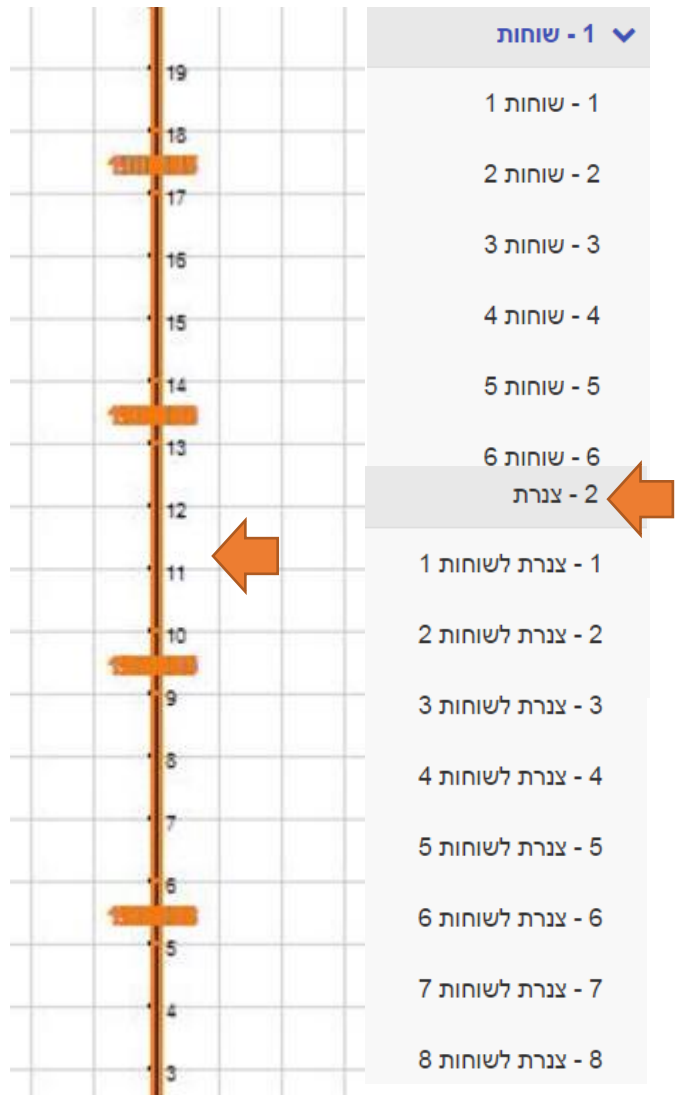 19
18
17
16
15
14
13
12
11
10
9
8
7
6
5
4
3
1 - שוחות
1 - שוחות 1
2 - שוחות 2
3 - שוחות 3
4 - שוחות 4
5 - שוחות 5
6 - שוחות 6
2 - צנרת
1 - צנרת לשוחות 1
2 - צנרת לשוחות 2
3 - צנרת לשוחות 3
4 - צנרת לשוחות 4
5 - צנרת לשוחות 5
6 - צנרת לשוחות 6
7 - צנרת לשוחות 7
8 - צנרת לשוחות 8